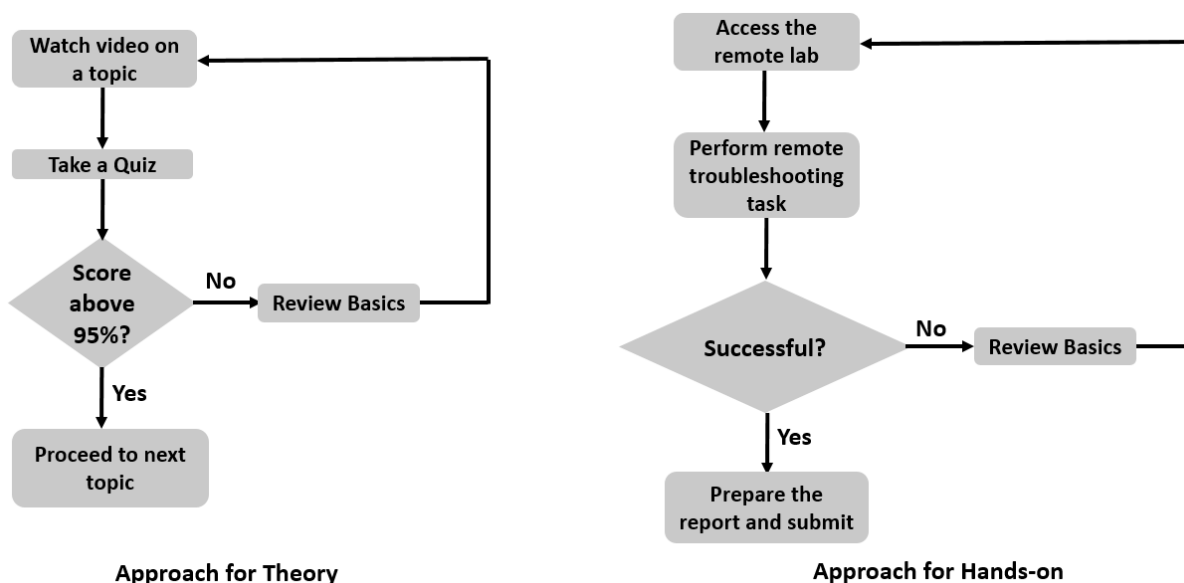 Watch video on
a topic
Take a Quiz
Score
above
95%?
No
Review Basics
Yes
Proceed to next
topic
Approach for Theory
Access the
remote lab
Perform remote
troubleshooting
task
Successful?
No
Review Basics
Yes
Prepare the
report and submit
Approach for Hands-on